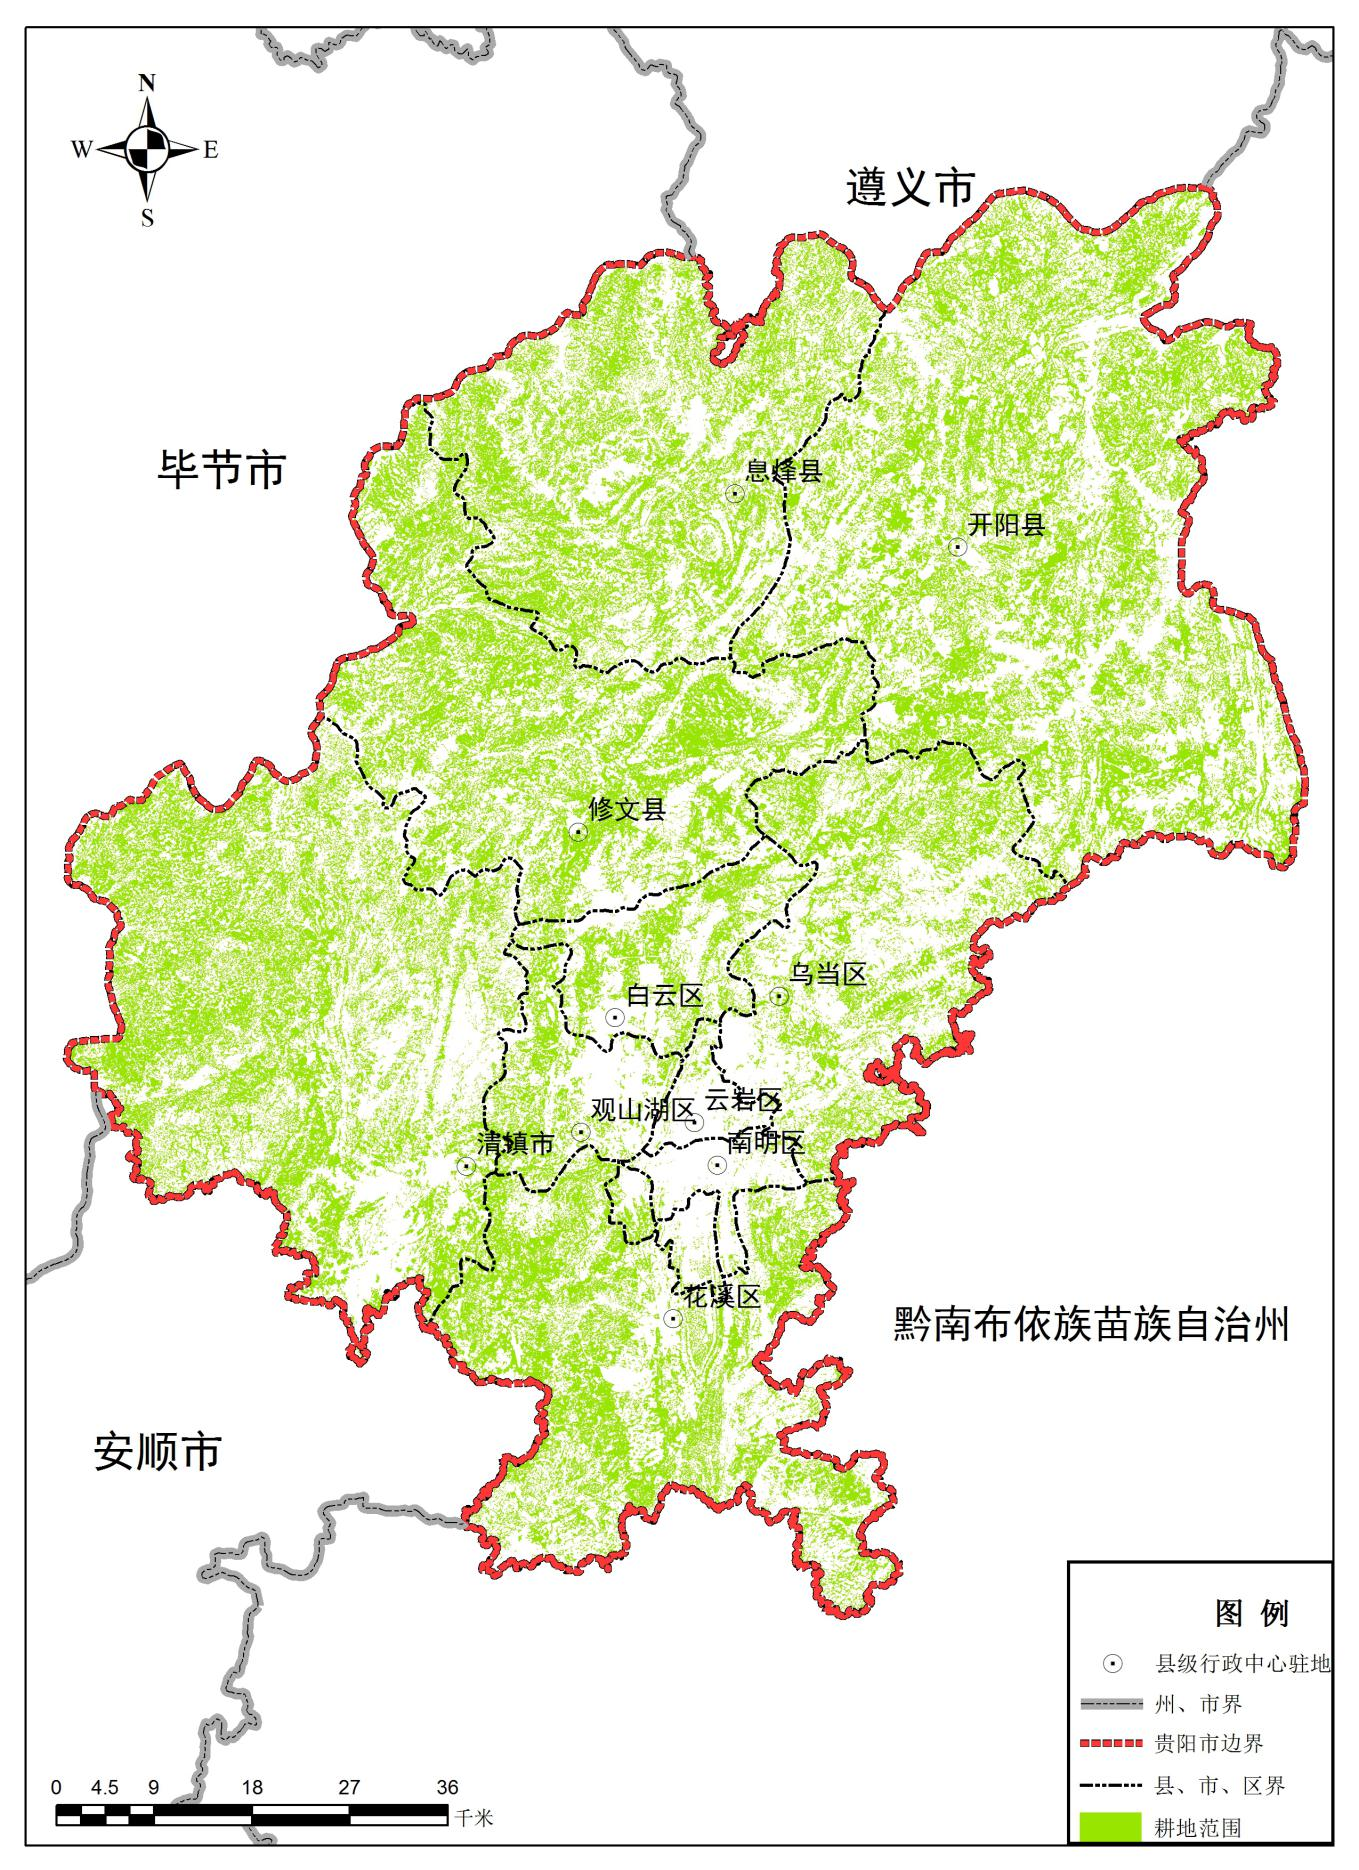 N
W
E
S
遵义市
毕节市
息烽县
开阳县
修文县
乌当区
白云区
云岩区
观山湖区
南明区
清镇市
花溪区
黔南布依族苗族自治州
安顺市
图 例
县级行政中心驻地
州、市界
贵阳市边界
县、市、区界
耕地范围
0 4.5 9 18 27 36
千米